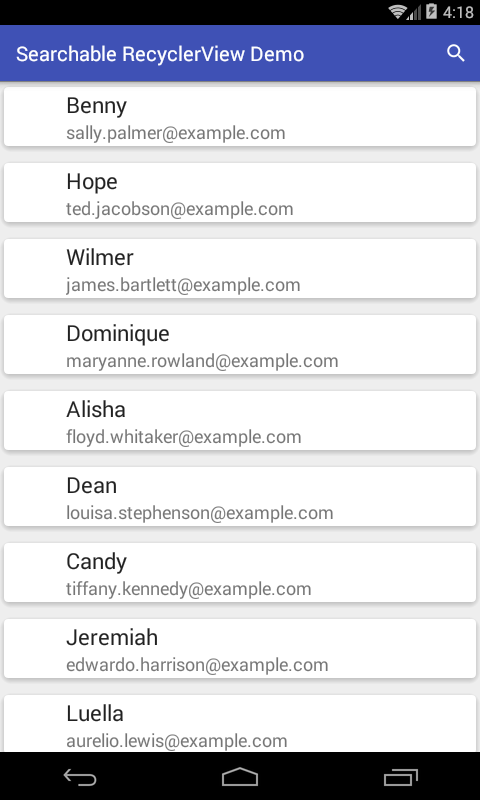 4:18
Searchable RecyclerView Demo
Benny
sally.palmer@example.com
Hope
ted.jacobson@example.com
Wilmer
james.bartlett@example.com
Dominique
maryanne.rowland@example.com
Alisha
floyd.whitaker@example.com
Dean
louisa.stephenson@example.com
Candy
tiffany.kennedy@example.com
Jeremiah
edwardo.harrison@example.com
Luella
aurelio.lewis@example.com